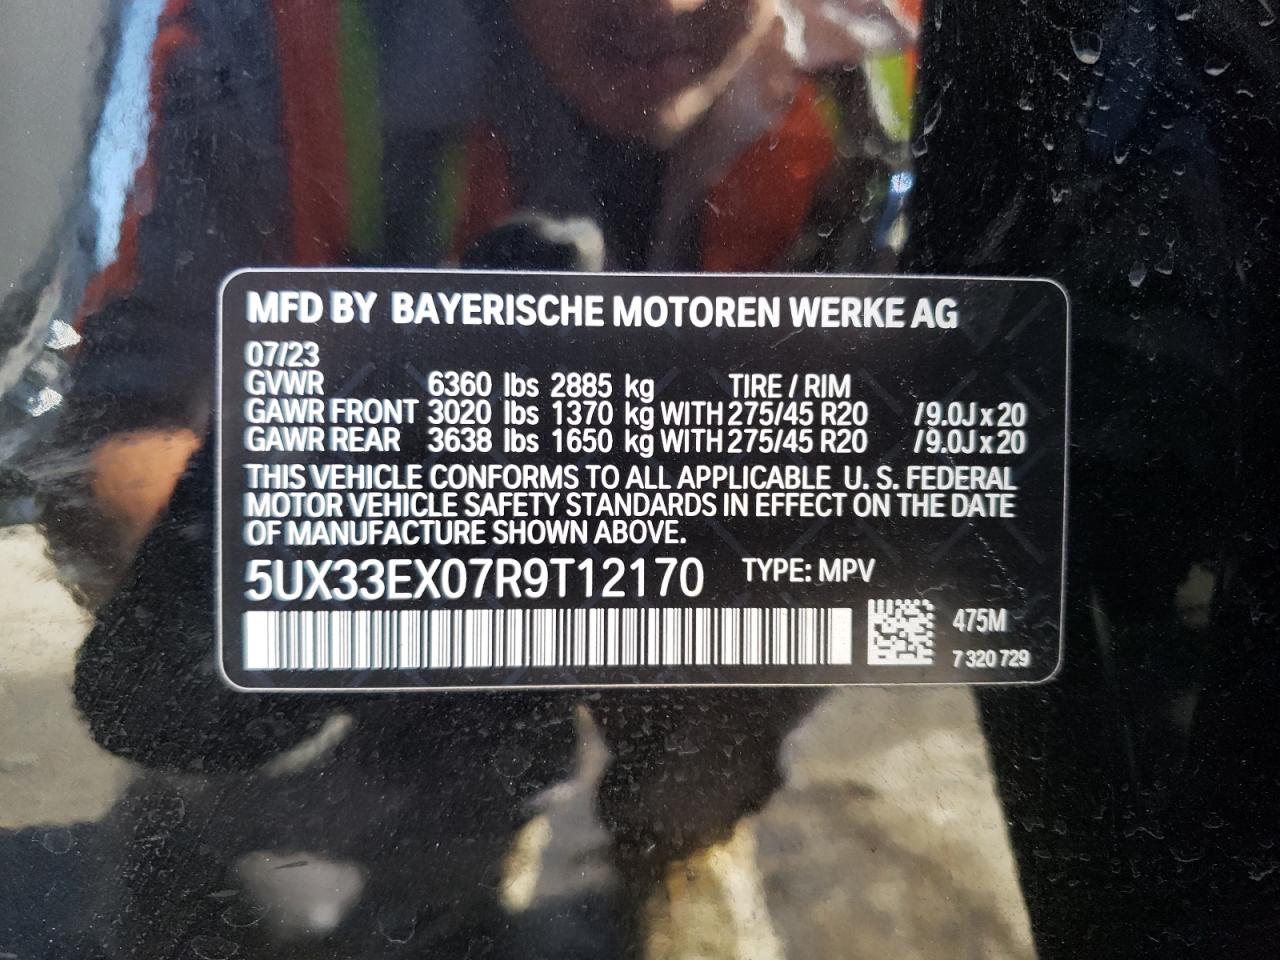 MFD BY BAYERISCHE MOTOREN WERKE AG
07/23
GVWR 6360 lbs 2885 kg TIRE / RIM
GAWR FRONT 3020 lbs 1370 kg WITH 275/45 R20 /9.0J x 20
GAWR REAR 3638 lbs 1650 kg WITH 275/45 R20 /9.0J x 20
THIS VEHICLE CONFORMS TO ALL APPLICABLE U. S. FEDERAL
MOTOR VEHICLE SAFETY STANDARDS IN EFFECT ON THE DATE
OF MANUFACTURE SHOWN ABOVE.
5UX33EX07R9T12170 TYPE: MPV
475M
7 320 729